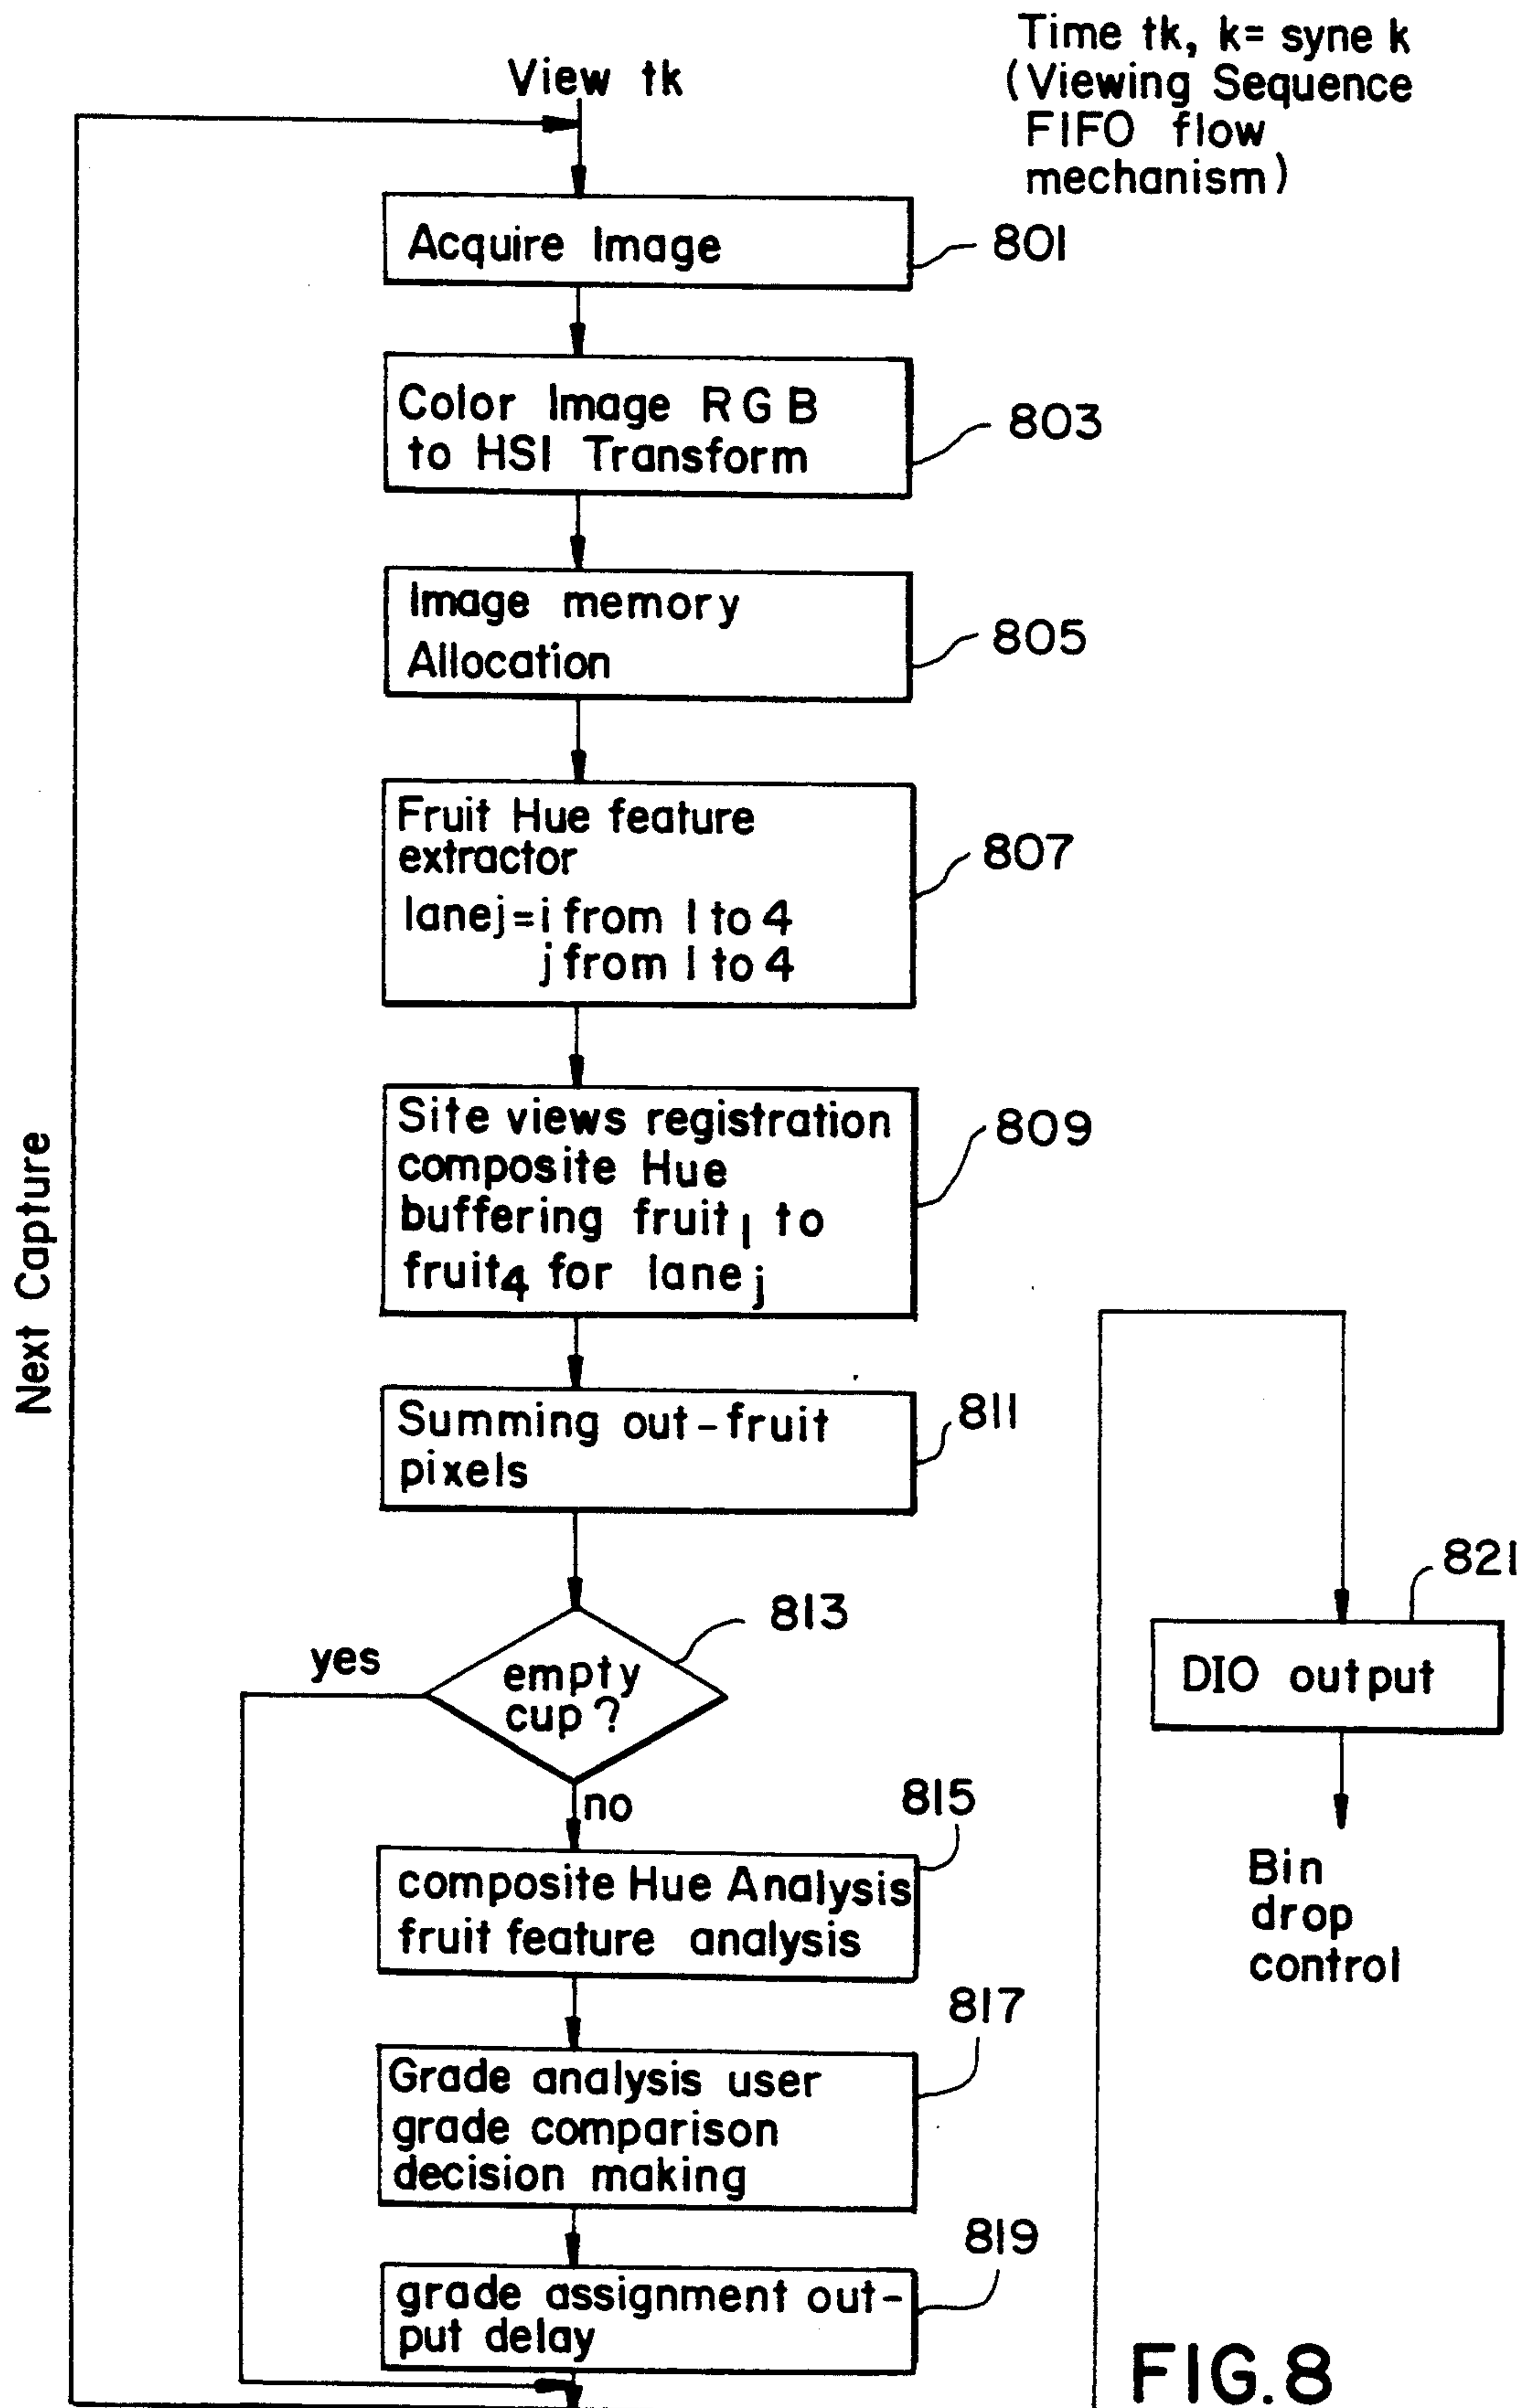 Time tk, k= syne k
(Viewing Sequence
FIFO flow
mechanism)
View tk
Acquire Image
801
Color Image RGB
to HSI Transform
803
Image memory
Allocation
805
Fruit Hue feature
extractor
lanej=i from 1 to 4
j from 1 to 4
807
Site views registration
composite Hue
buffering fruit1 to
fruit4 for lanej
809
Summing out-fruit
pixels
811
empty
cup?
813
yes
no
composite Hue Analysis
fruit feature analysis
815
Grade analysis user
grade comparison
decision making
817
grade assignment out-
put delay
819
Next Capture
DIO output
821
Bin
drop
control
FIG.8